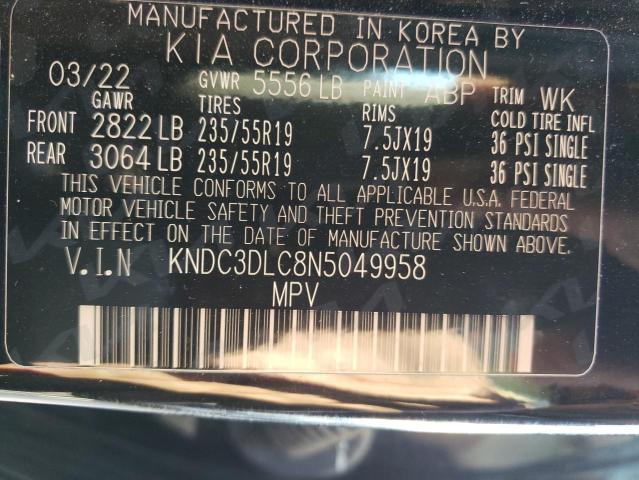 MANUFACTURED IN KOREA BY
KIA CORPORATION
03/22 GVWR 5556 LB PAINT ABP TRIM WK
GAWR TIRES RIMS COLD TIRE INFL
FRONT 2822 LB 235/55R19 7.5JX19 36 PSI SINGLE
REAR 3064 LB 235/55R19 7.5JX19 36 PSI SINGLE
THIS VEHICLE CONFORMS TO ALL APPLICABLE U.S.A. FEDERAL
MOTOR VEHICLE SAFETY AND THEFT PREVENTION STANDARDS
IN EFFECT ON THE DATE OF MANUFACTURE SHOWN ABOVE.
V.I.N KNDC3DLC8N5049958
MPV